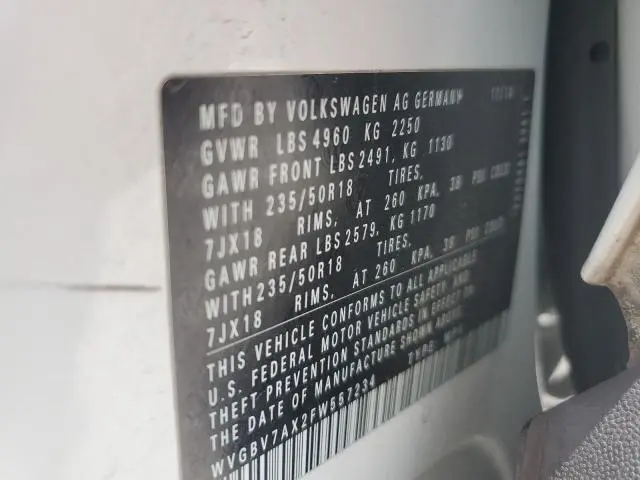 MFD BY VOLKSWAGEN AG GERMANY 11/14
GVWR LBS 4960 KG 2250
GAWR FRONT LBS 2491, KG 1130
WITH 235/50R18 TIRES,
7JX18 RIMS, AT 260 KPA, 38 PSI COLD
GAWR REAR LBS 2579, KG 1170
WITH 235/50R18 TIRES,
7JX18 RIMS, AT 260 KPA, 38 PSI COLD.
THIS VEHICLE CONFORMS TO ALL APPLICABLE
U.S. FEDERAL MOTOR VEHICLE SAFETY AND
THEFT PREVENTION STANDARDS IN EFFECT ON
THE DATE OF MANUFACTURE SHOWN ABOVE.
TYPE:
WVGBV7AX2FW557234